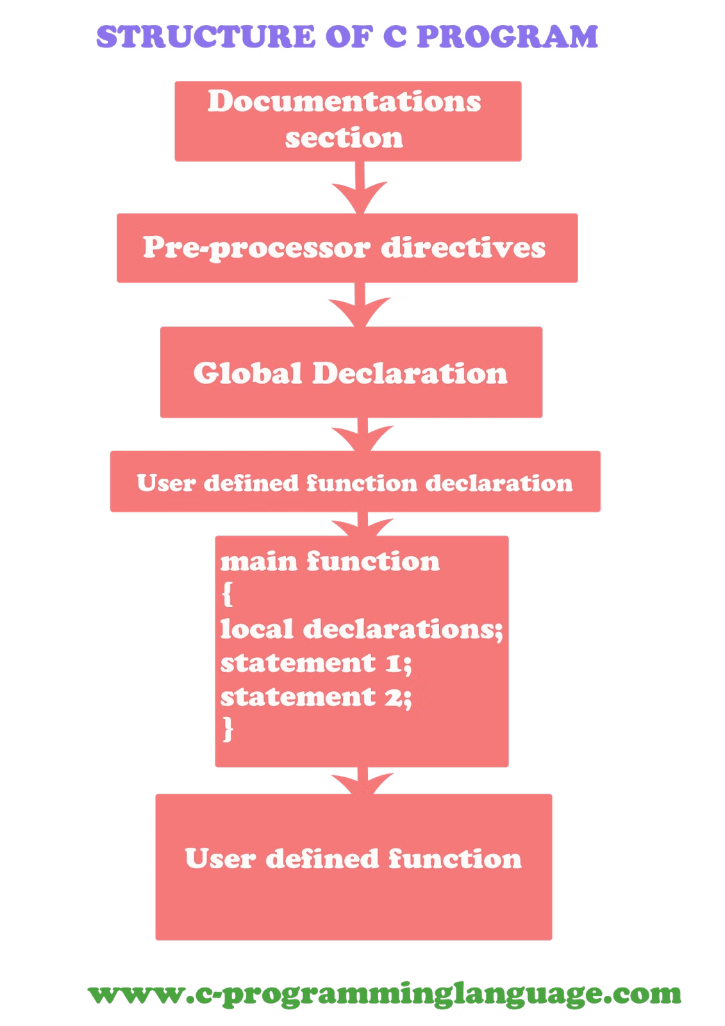 STRUCTURE OF C PROGRAM
Documentations
section
Pre-processor directives
Global Declaration
User defined function declaration
main function
{
local declarations;
statement 1;
statement 2;
}
User defined function
www.c-programminglanguage.com